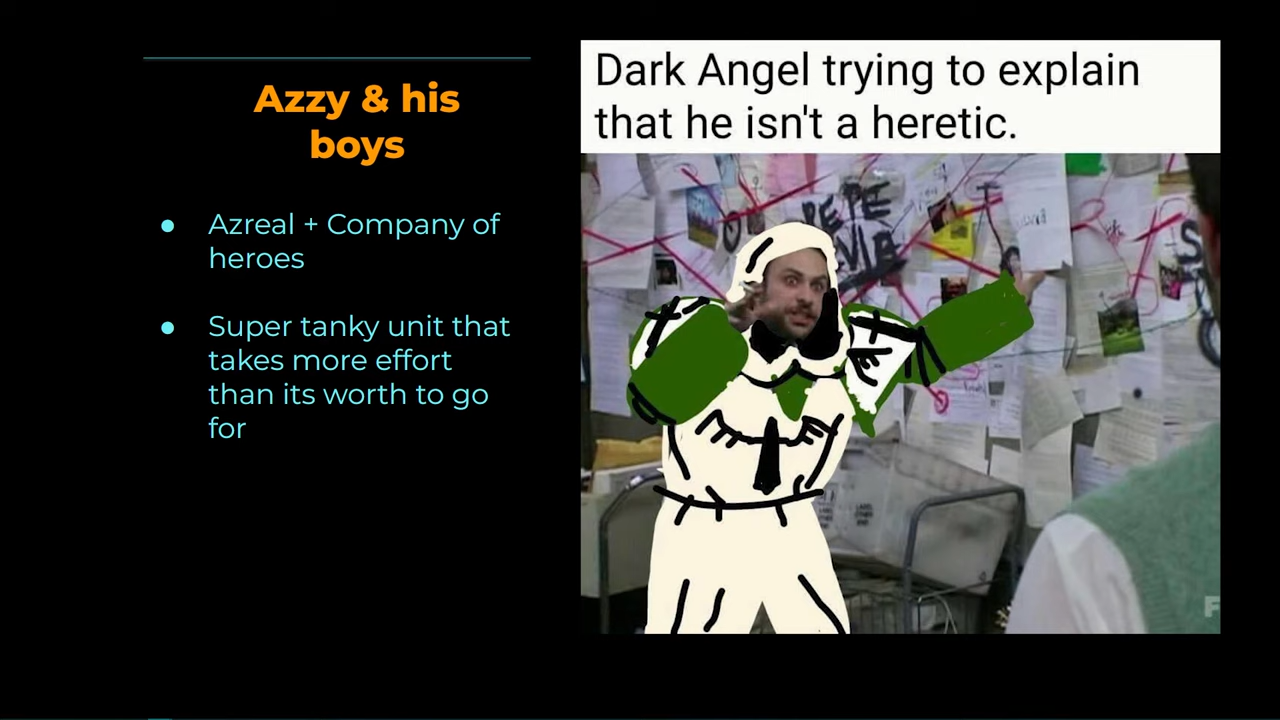 Azzy & his
boys
● Azreal + Company of
heroes
● Super tanky unit that
takes more effort
than its worth to go
for
Dark Angel trying to explain
that he isn't a heretic.
PEPE
F